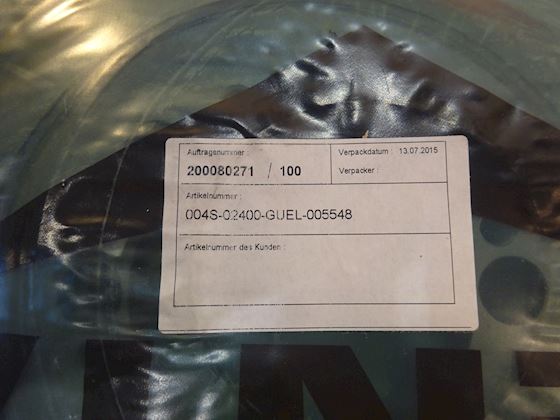 Auftragsnummer :
200080271 / 100
Verpackdatum : 13.07.2015
Verpacker :
Artikelnummer :
004S-02400-GUEL-005548
Artikelnummer des Kunden :